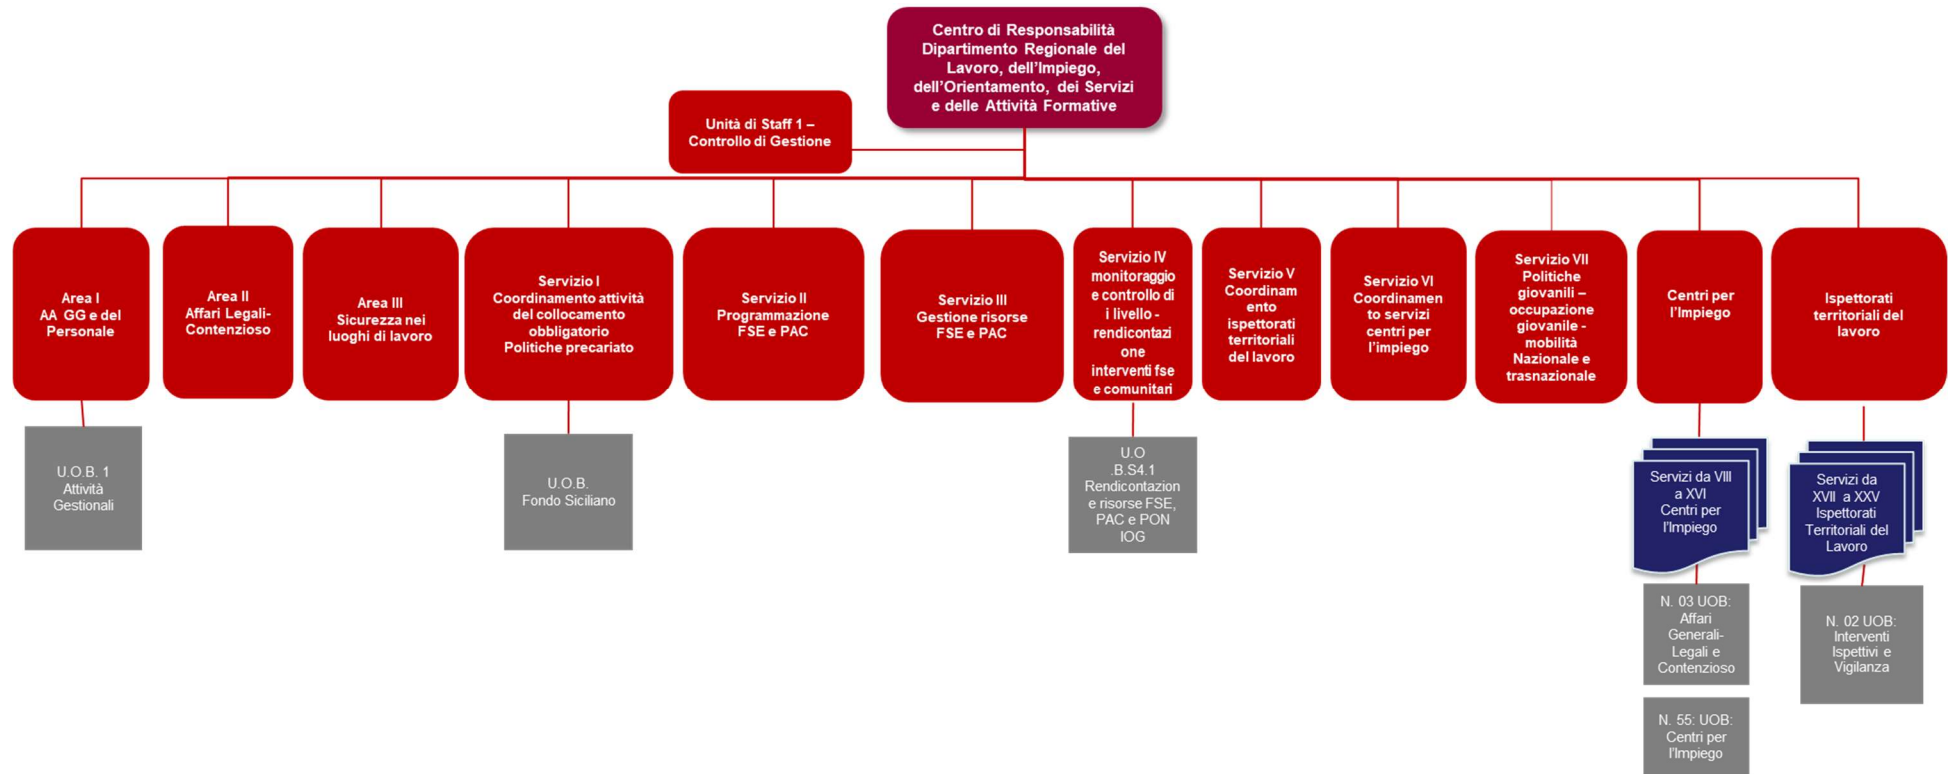 Centro di Responsabilità
Dipartimento Regionale del
Lavoro, dell'Impiego,
dell'Orientamento, dei Servizi
e delle Attività Formative
Unità di Staff 1 –
Controllo di Gestione
Area I
AA GG e del
Personale
Area II
Affari Legali-
Contenzioso
Area III
Sicurezza nei
luoghi di lavoro
Servizio I
Coordinamento attività
del collocamento
obbligatorio
Politiche precariato
Servizio II
Programmazione
FSE e PAC
Servizio III
Gestione risorse
FSE e PAC
Servizio IV
monitoraggio
e controllo di
i livello -
rendicontazi
one
interventi fse
e comunitari
Servizio V
Coordinam
ento
ispettorati
territoriali
del lavoro
Servizio VI
Coordinamen
to servizi
centri per
l'impiego
Servizio VII
Politiche
giovanili –
occupazione
giovanile -
mobilità
Nazionale e
trasnazionale
Centri per
l'Impiego
Ispettorati
territoriali del
lavoro
U.O.B. 1
Attività
Gestionali
U.O.B.
Fondo Siciliano
U.O
.B.S4.1
Rendicontazion
e risorse FSE,
PAC e PON
IOG
Servizi da VIII
a XVI
Centri per
l'Impiego
Servizi da
XVII a XXV
Ispettorati
Territoriali del
Lavoro
N. 03 UOB:
Affari
Generali-
Legali e
Contenzioso
N. 02 UOB:
Interventi
Ispettivi e
Vigilanza
N. 55: UOB:
Centri per
l'Impiego